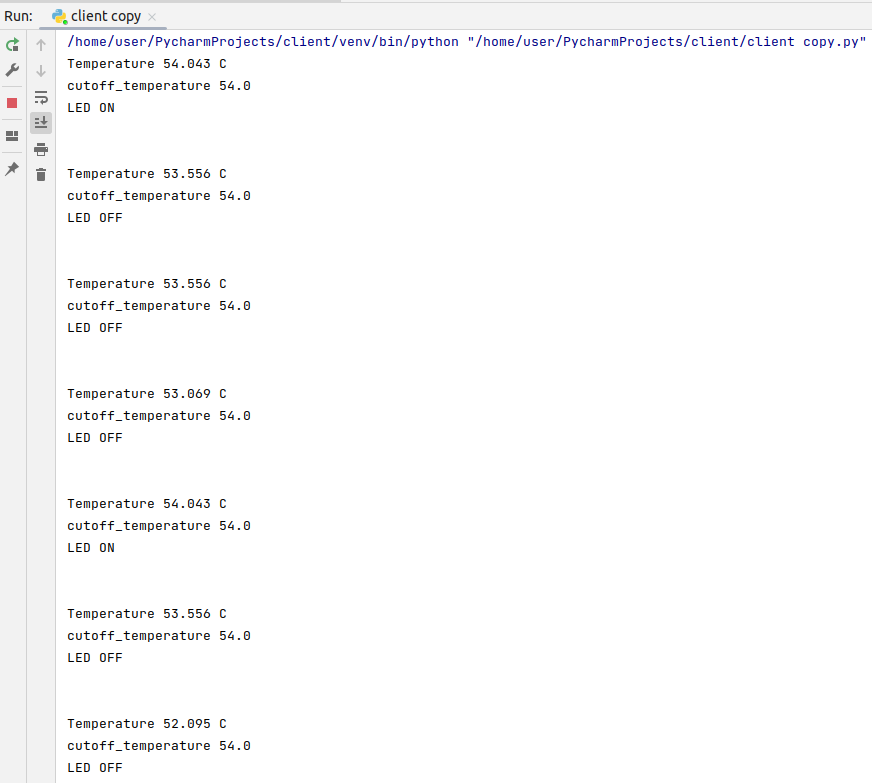 Run: client copy
/home/user/PycharmProjects/client/venv/bin/python "/home/user/PycharmProjects/client/client copy.py"
Temperature 54.043 C
cutoff_temperature 54.0
LED ON
Temperature 53.556 C
cutoff_temperature 54.0
LED OFF
Temperature 53.556 C
cutoff_temperature 54.0
LED OFF
Temperature 53.069 C
cutoff_temperature 54.0
LED OFF
Temperature 54.043 C
cutoff_temperature 54.0
LED ON
Temperature 53.556 C
cutoff_temperature 54.0
LED OFF
Temperature 52.095 C
cutoff_temperature 54.0
LED OFF